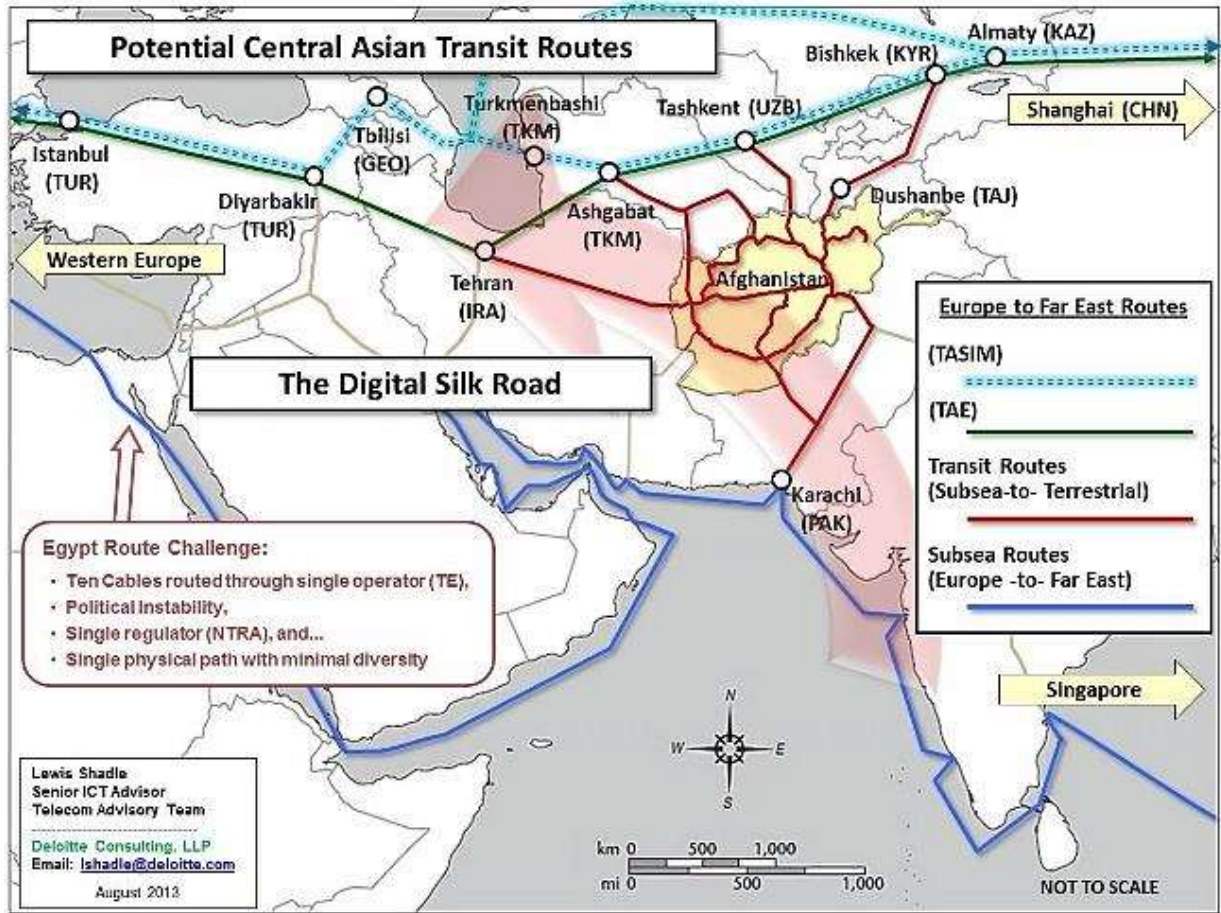 Potential Central Asian Transit Routes
Almaty (KAZ)
Bishkek (KYR)
Shanghai (CHN)
Tashkent (UZB)
Turkmenbashi
(TKM)
Tbilisi
(GEO)
Istanbul
(TUR)
Diyarbakir
(TUR)
Ashgabat
(TKM)
Dushanbe (TAJ)
Western Europe
Tehran
(IRA)
Afghanistan
The Digital Silk Road
Europe to Far East Routes
(TASIM)
(TAE)
Transit Routes
(Subsea-to- Terrestrial)
Subsea Routes
(Europe -to- Far East)
Karachi
(PAK)
Egypt Route Challenge:
• Ten Cables routed through single operator (TE),
• Political Instability,
• Single regulator (NTRA), and...
• Single physical path with minimal diversity
Singapore
N
W E
S
Lewis Shadle
Senior ICT Advisor
Telecom Advisory Team
Deloitte Consulting, LLP
Email: lshadle@deloitte.com
August 2013
km 0 500 1,000
mi 0 500 1,000
NOT TO SCALE